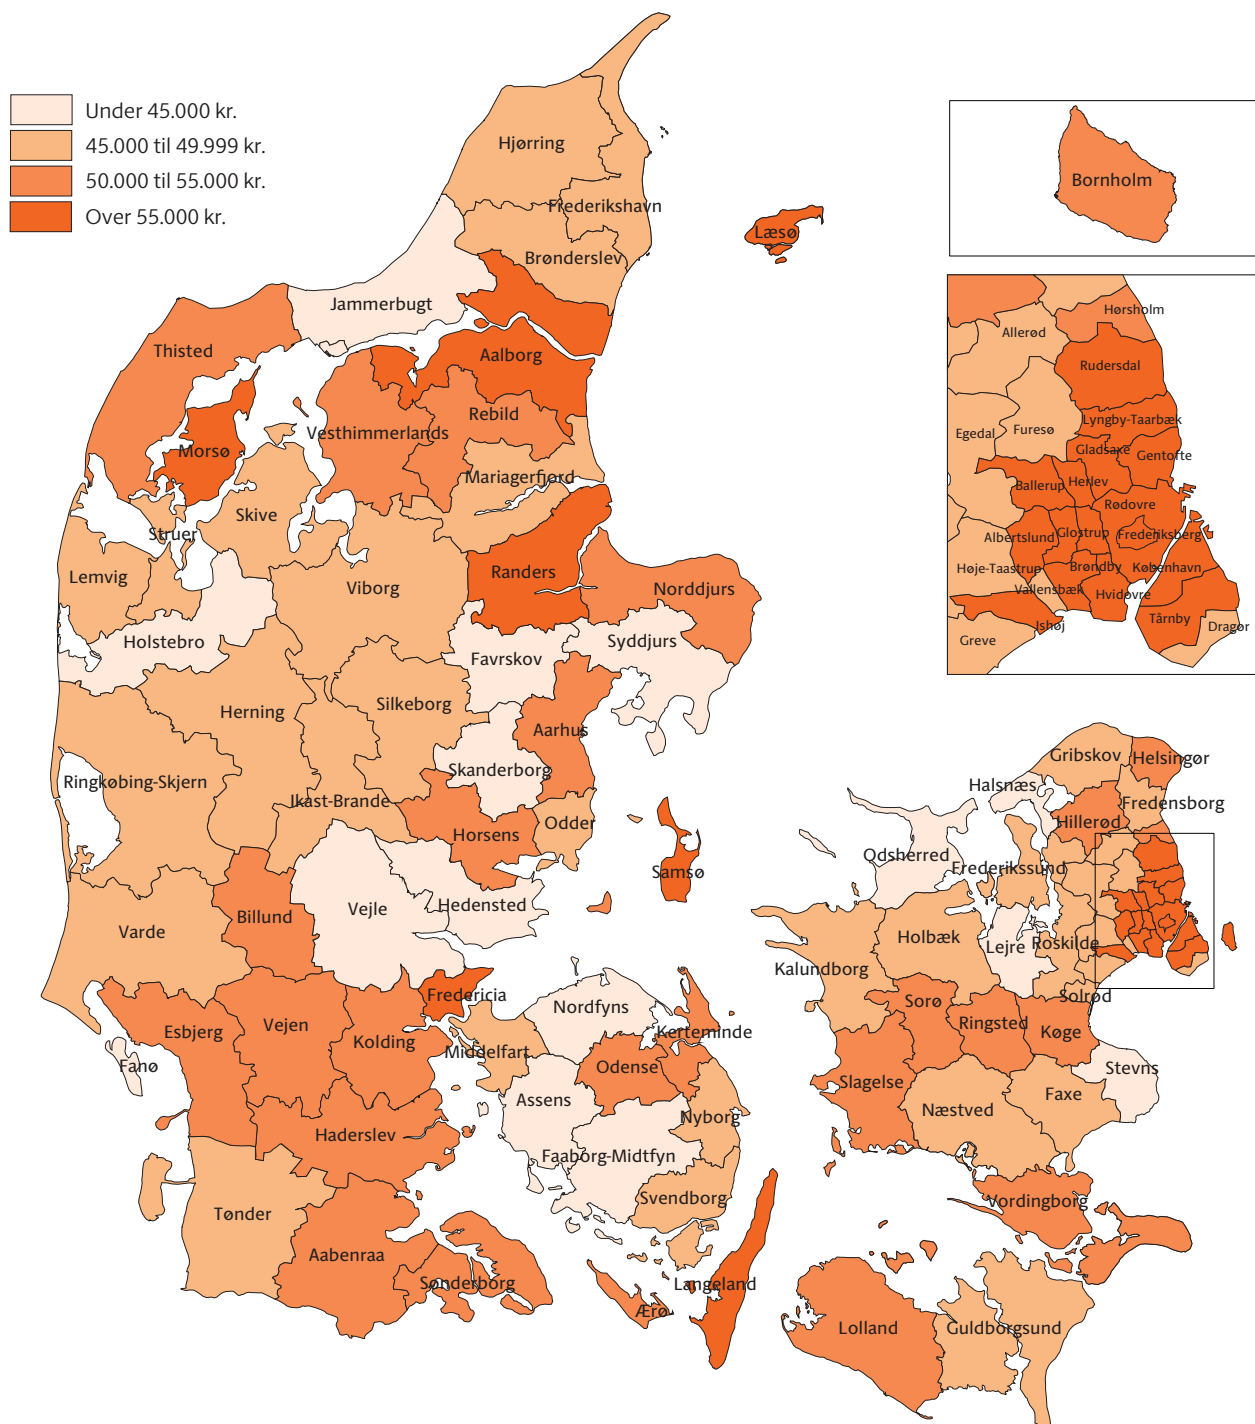 Under 45.000 kr.
45.000 til 49.999 kr.
50.000 til 55.000 kr.
Over 55.000 kr.
Hjørring
Frederikshavn
Brønderslev
Læsø
Jammerbugt
Thisted
Aalborg
Rebild
Vesthimmerlands
Morsø
Mariagerfjord
Skive
Struer
Lemvig
Viborg
Randers
Norddjurs
Holstebro
Favrskov
Syddjurs
Herning
Silkeborg
Aarhus
Skanderborg
Ringkøbing-Skjern
Ikast-Brande
Horsens
Odder
Samsø
Vejle
Hedensted
Billund
Varde
Fredericia
Esbjerg
Vejen
Kolding
Fanø
Haderslev
Tønder
Aabenraa
Sønderborg
Nordfyns
Middelfart
Kerteminde
Odense
Assens
Nyborg
Faaborg-Midtfyn
Svendborg
Langeland
Ærø
Bornholm
Hørsholm
Allerød
Rudersdal
Lyngby-Taarbæk
Furesø
Egedal
Gladsaxe
Gentofte
Ballerup
Herlev
Rødovre
Albertslund
Glostrup
Frederiksberg
Høje-Taastrup
Brøndby
København
Vallensbæk
Hvidovre
Ishøj
Tårnby
Dragør
Greve
Gribskov
Helsingør
Halsnæs
Fredensborg
Hillerød
Odsherred
Frederikssund
Holbæk
Lejre
Roskilde
Kalundborg
Solrød
Sorø
Ringsted
Køge
Stevns
Slagelse
Næstved
Faxe
Vordingborg
Lolland
Guldborgsund